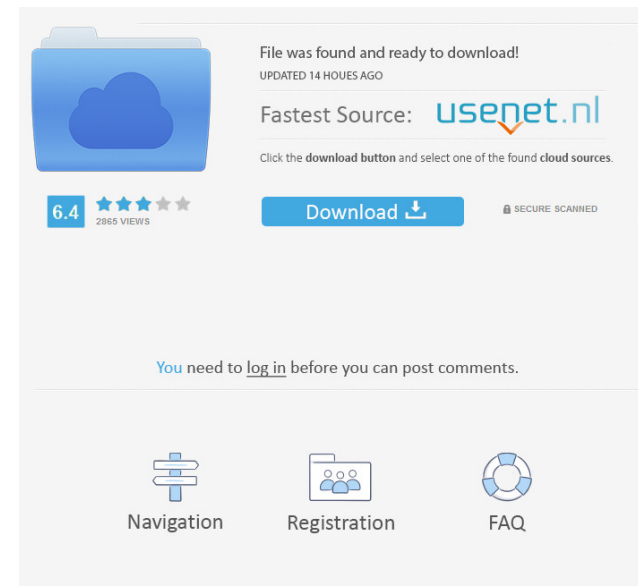 File was found and ready to download!
UPDATED 14 HOUES AGO
Fastest Source: usenet.nl
Click the download button and select one of the found cloud sources.
6.4
2865 VIEWS
Download
SECURE SCANNED
You need to log in before you can post comments.
Navigation
Registration
FAQ